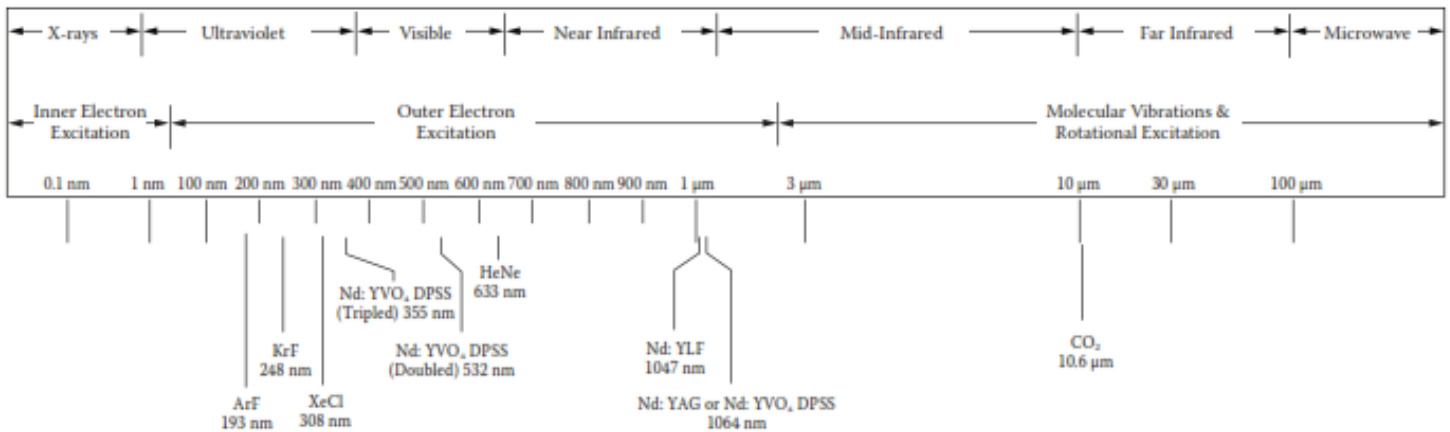 X-rays Ultraviolet Visible Near Infrared Mid-Infrared Far Infrared Microwave
Inner Electron Outer Electron Molecular Vibrations &
Excitation Excitation Rotational Excitation
0.1 nm 1 nm 100 nm 200 nm 300 nm 400 nm 500 nm 600 nm 700 nm 800 nm 900 nm 1 μm 3 μm 10 μm 30 μm 100 μm
HeNe
633 nm
Nd: YVO₄ DPSS
(Tripled) 355 nm
KrF
248 nm
Nd: YVO₄ DPSS
(Doubled) 532 nm
Nd: YLF
1047 nm
CO₂
10.6 μm
ArF
193 nm
XeCl
308 nm
Nd: YAG or Nd: YVO₄ DPSS
1064 nm